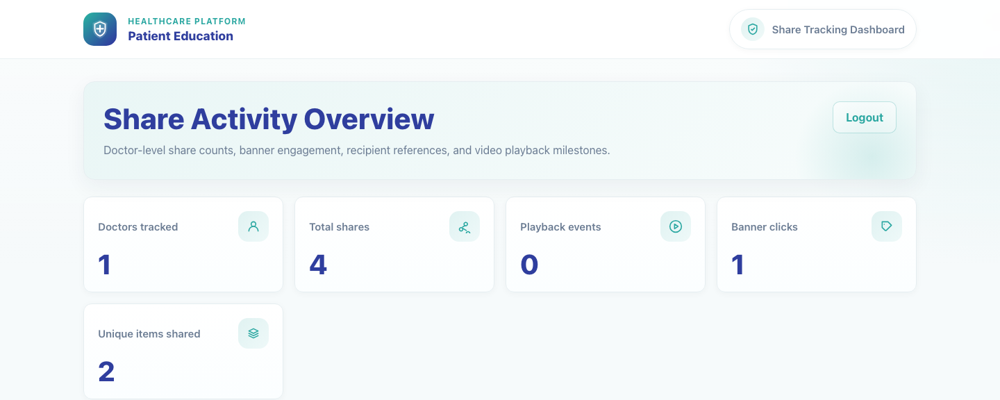 HEALTHCARE PLATFORM
Patient Education
Share Tracking Dashboard
Share Activity Overview
Logout
Doctor-level share counts, banner engagement, recipient references, and video playback milestones.
Doctors tracked
1
Total shares
4
Playback events
0
Banner clicks
1
Unique items shared
2